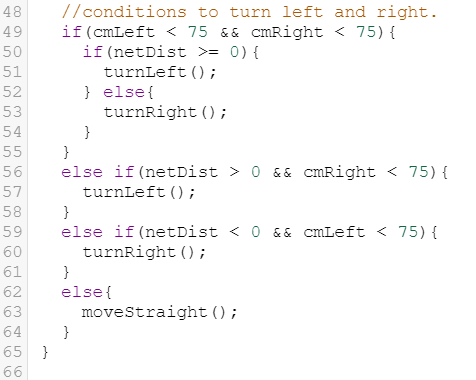 48 //conditions to turn left and right.
49 if(cmLeft < 75 && cmRight < 75){
50 if(netDist >= 0){
51 turnLeft();
52 } else{
53 turnRight();
54 }
55 }
56 else if(netDist > 0 && cmRight < 75){
57 turnLeft();
58 }
59 else if(netDist < 0 && cmLeft < 75){
60 turnRight();
61 }
62 else{
63 moveStraight();
64 }
65 }
66